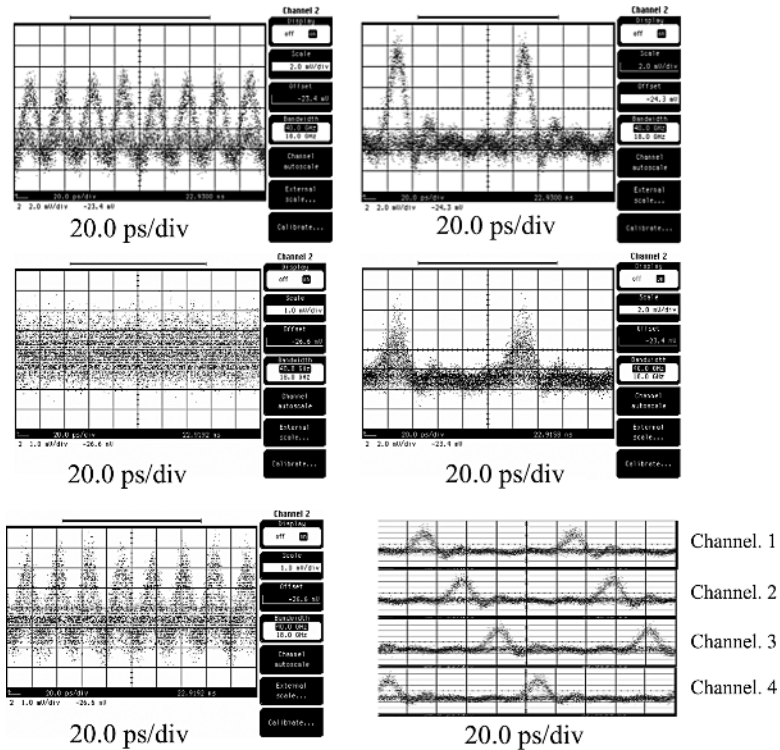 Channel 2
Display
off on
Scale
2.0 mV/div
Offset
-23.4 mV
Bandwidth
40.0 GHz
18.0 GHz
Channel
autoscale
External
scale...
Calibrate...
20.0 ps/div 22.9300 ns
2 2.0 mV/div -23.4 mV
20.0 ps/div
Channel 2
Display
off on
Scale
2.0 mV/div
Offset
-24.3 mV
Bandwidth
40.0 GHz
18.0 GHz
Channel
autoscale
External
scale...
Calibrate...
20.0 ps/div 22.9300 ns
2 2.0 mV/div -24.3 mV
20.0 ps/div
Channel 2
Display
off on
Scale
1.0 mV/div
Offset
-26.6 mV
Bandwidth
40.0 GHz
18.0 GHz
Channel
autoscale
External
scale...
Calibrate...
20.0 ps/div 22.9192 ns
2 1.0 mV/div -26.6 mV
20.0 ps/div
Channel 2
Display
off on
Scale
2.0 mV/div
Offset
-23.4 mV
Bandwidth
40.0 GHz
18.0 GHz
Channel
autoscale
External
scale...
Calibrate...
20.0 ps/div
2 2.0 mV/div -23.4 mV
20.0 ps/div
Channel 2
Display
off on
Scale
1.0 mV/div
Offset
-26.6 mV
Bandwidth
40.0 GHz
18.0 GHz
Channel
autoscale
External
scale...
Calibrate...
20.0 ps/div 22.9192 ns
2 1.0 mV/div -26.6 mV
20.0 ps/div
Channel. 1
Channel. 2
Channel. 3
Channel. 4
20.0 ps/div